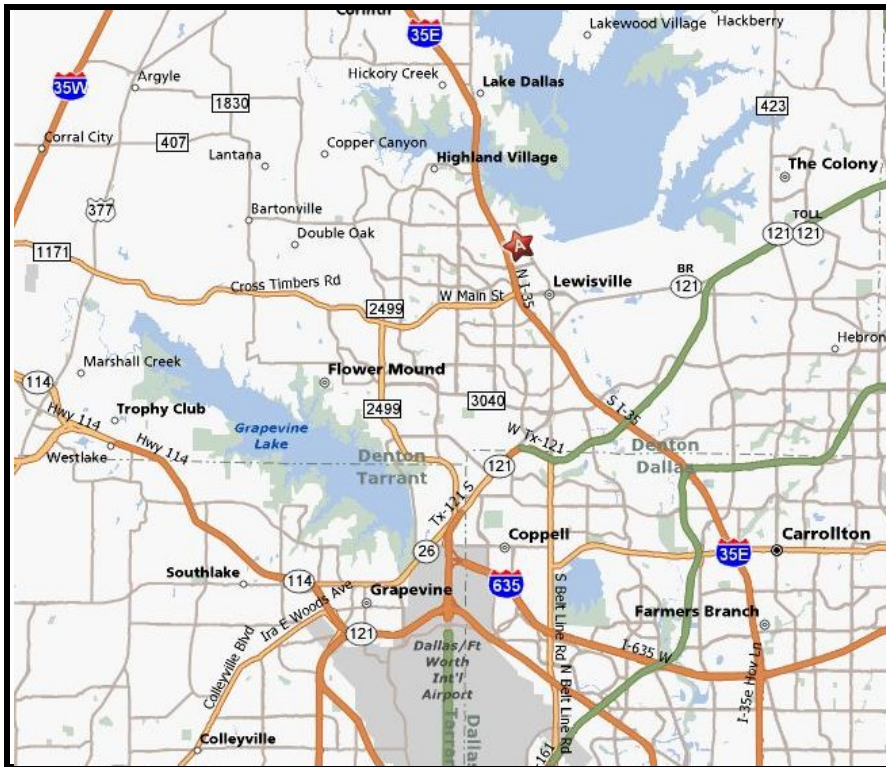 Corinth
35E
Lakewood Village
Hackberry
Argyle
Hickory Creek
Lake Dallas
35W
1830
423
407
Corral City
Copper Canyon
Lantana
Highland Village
The Colony
377
Bartonville
TOLL
121
121
Double Oak
A
1171
BR
121
N I-35
Lewisville
Cross Timbers Rd
W Main St
2499
Hebron
Marshall Creek
Flower Mound
114
3040
2499
S I-35
Trophy Club
Hwy 114
Grapevine
Lake
W Tx-121
Hwy 114
Westlake
Denton
Tarrant
Denton
Dallas
121
Tx-121 S
Coppell
Carrollton
26
35E
Southlake
114
635
Grapevine
Ira E Woods Ave
S Belt Line Rd
Farmers Branch
121
Colleyville Blvd
Dallas/Ft
Worth
Int'l
Airport
I-635 W
N Belt Line Rd
I-35e Hov Ln
Tarrant
Dallas
Colleyville
-161